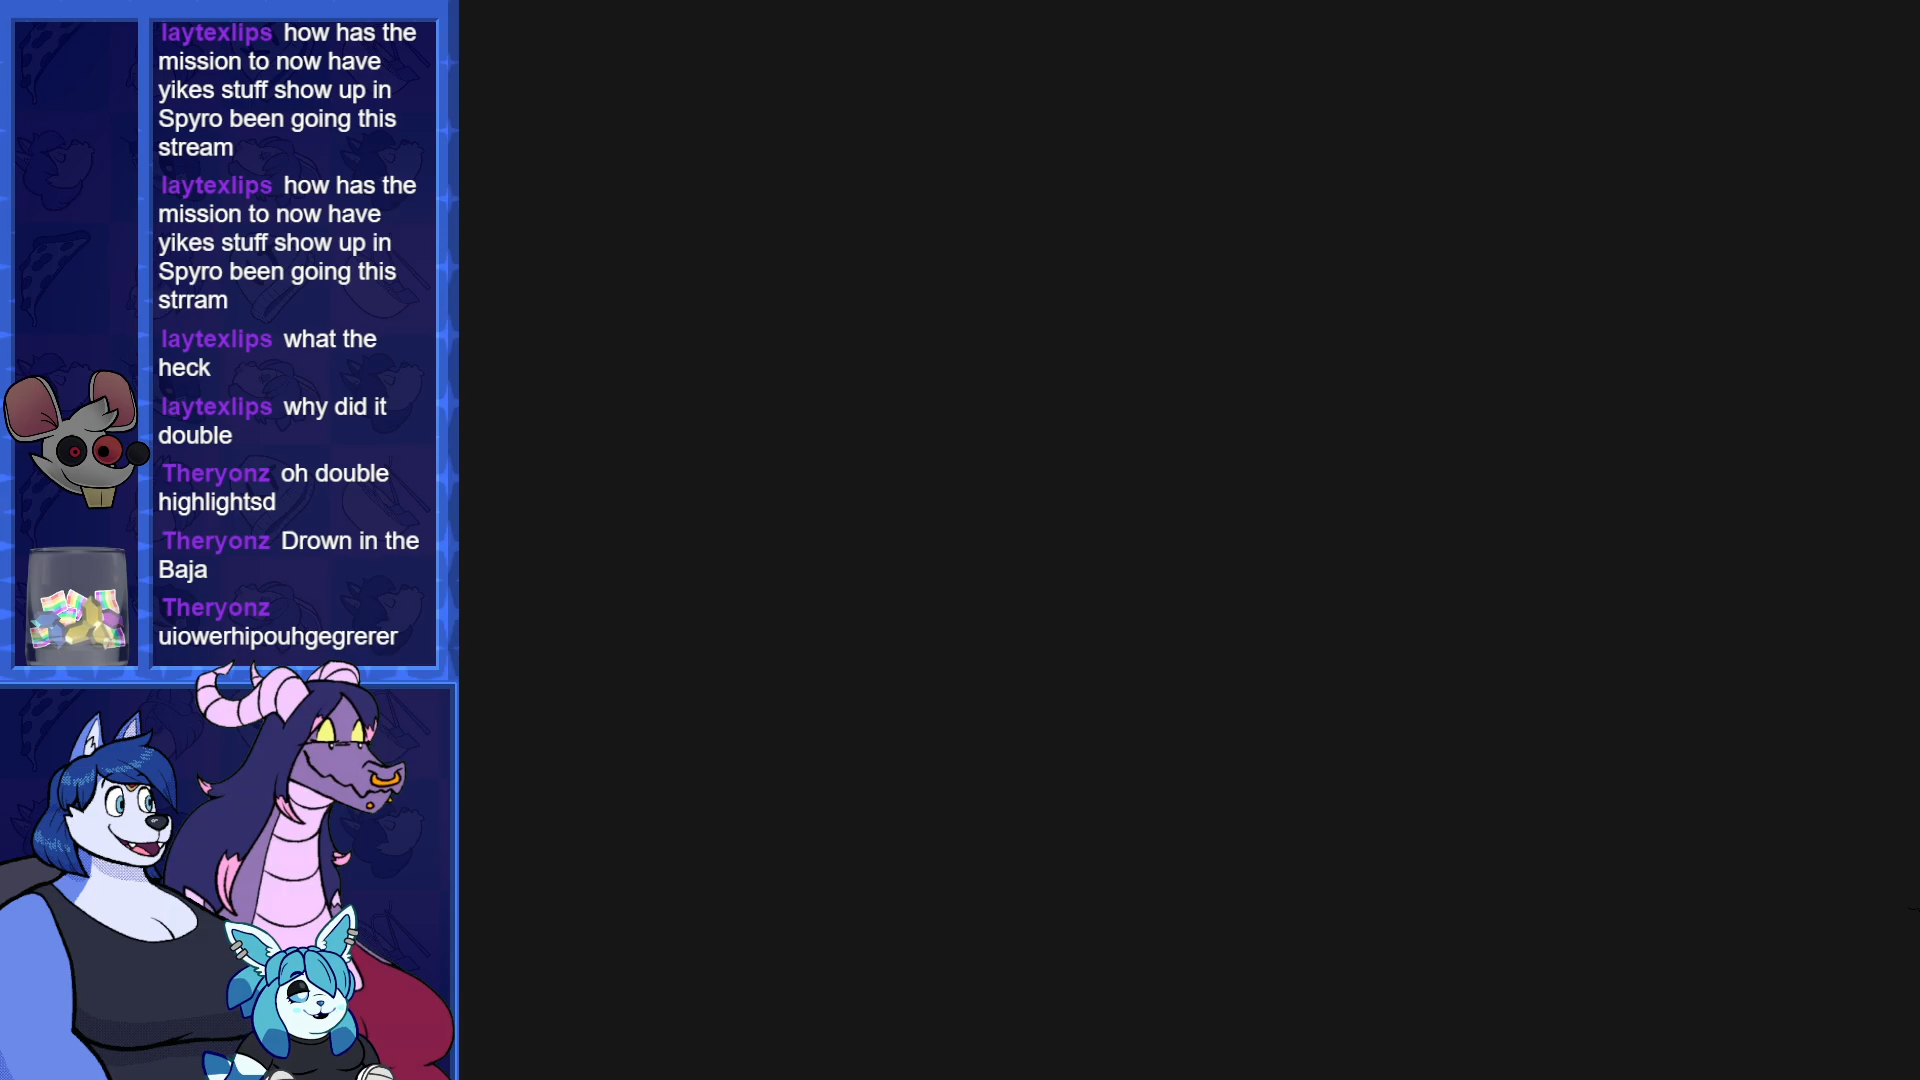 laytexlips how has the
mission to now have
yikes stuff show up in
Spyro been going this
stream
laytexlips how has the
mission to now have
yikes stuff show up in
Spyro been going this
strram
laytexlips what the
heck
laytexlips why did it
double
Theryonz oh double
highlightsd
Theryonz Drown in the
Baja
Theryonz
uiowerhipouhgegrerer